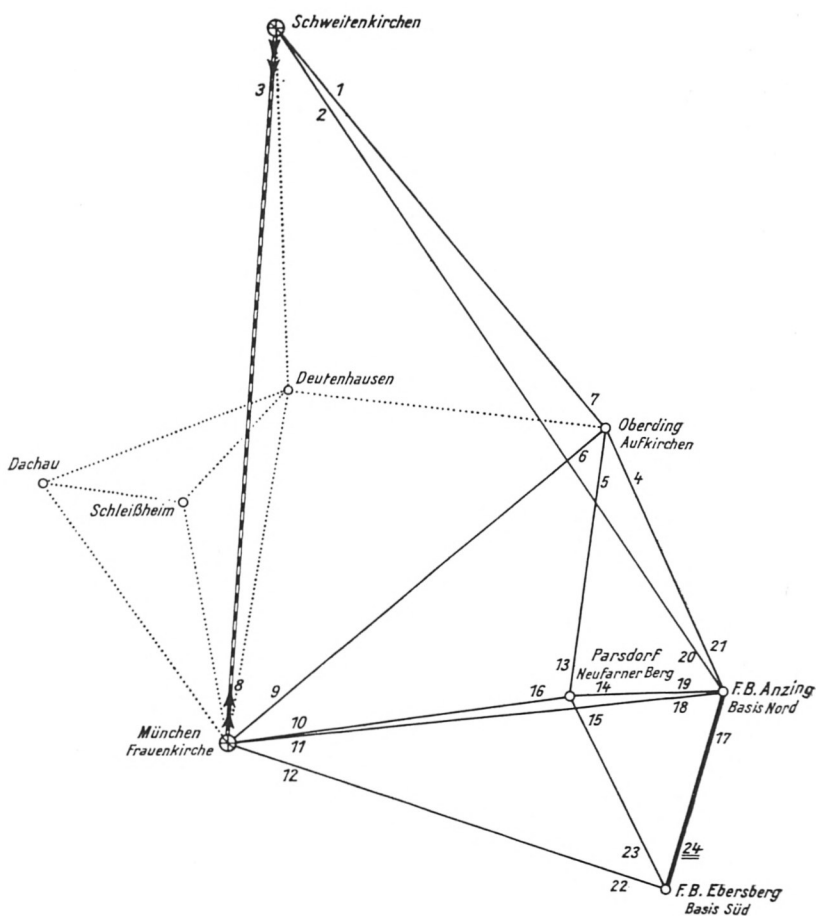 Schweitenkirchen
3
1
2
Deutenhausen
7
Oberding
Aufkirchen
6
5
4
Dachau
Schleißheim
13
Parsdorf
Neufarner Berg
20
21
8
9
16
14
19
F.B. Anzing
Basis Nord
10
15
18
17
München
Frauenkirche
11
12
23
24
22
F.B. Ebersberg
Basis Süd